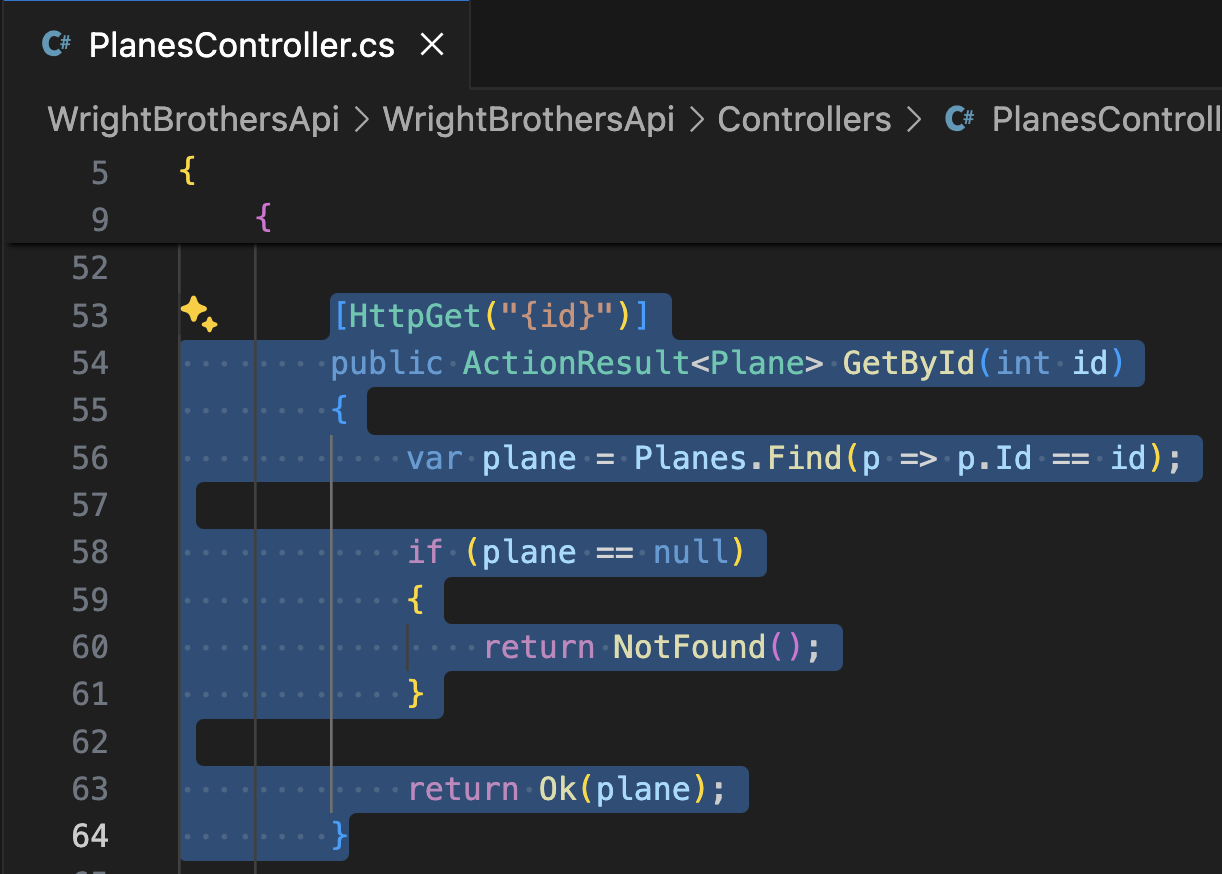 C# PlanesController.cs ×
WrightBrothersApi > WrightBrothersApi > Controllers > C# PlanesControll
5 {
9 {
52
53 [HttpGet("{id}")]
54 public ActionResult<Plane> GetById(int id)
55 {
56 var plane = Planes.Find(p => p.Id == id);
57
58 if (plane == null)
59 {
60 return NotFound();
61 }
62
63 return Ok(plane);
64 }